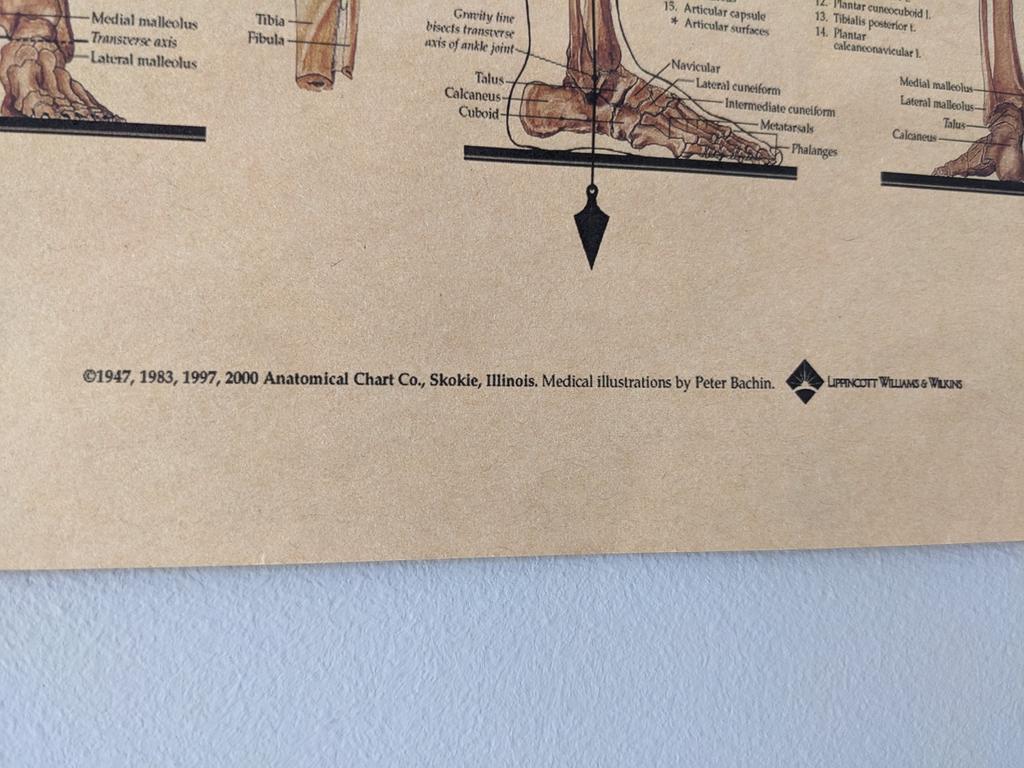 Medial malleolus
Transverse axis
Lateral malleolus
Tibia
Fibula
Gravity line
bisects transverse
axis of ankle joint
Talus
Calcaneus
Cuboid
15. Articular capsule
* Articular surfaces
Navicular
Lateral cuneiform
Intermediate cuneiform
Metatarsals
Phalanges
12. Plantar cuneocuboid l.
13. Tibialis posterior t.
14. Plantar
calcaneonavicular l.
Medial malleolus
Lateral malleolus
Talus
Calcaneus
©1947, 1983, 1997, 2000 Anatomical Chart Co., Skokie, Illinois. Medical illustrations by Peter Bachin. LIPPINCOTT WILLIAMS & WILKINS